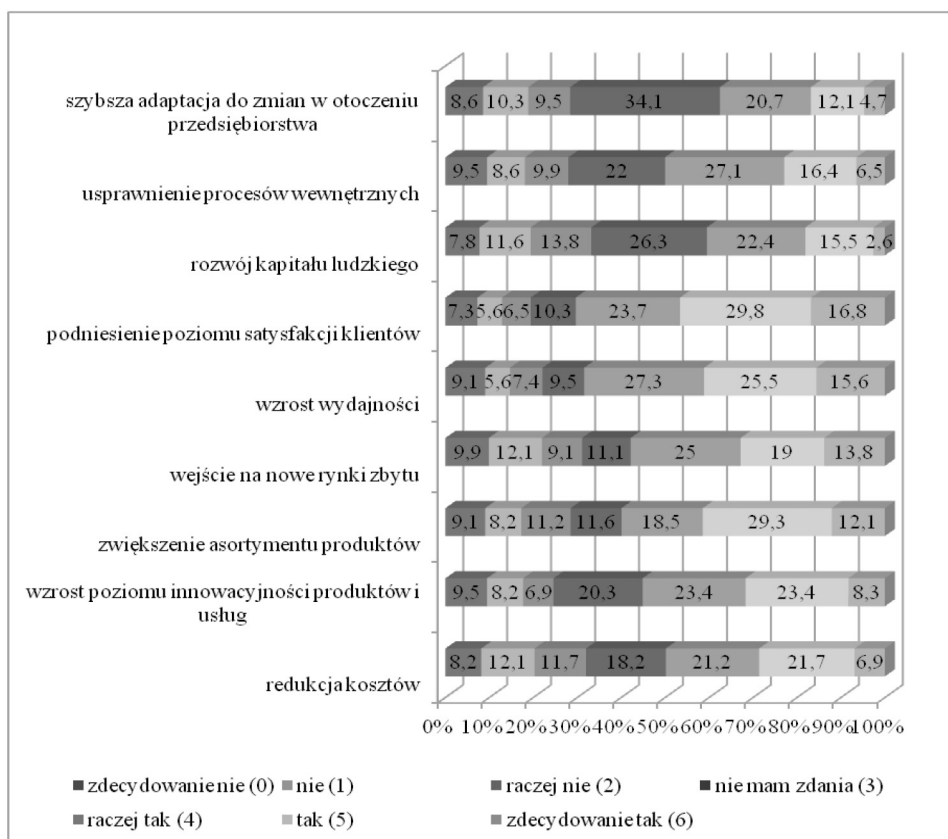 szybsza adaptacja do zmian w otoczeniu
przedsiębiorstwa
8,6 10,3 9,5 34,1 20,7 12,1 4,7
usprawnienie procesów wewnętrznych
9,5 8,6 9,9 22 27,1 16,4 6,5
rozwój kapitału ludzkiego
7,8 11,6 13,8 26,3 22,4 15,5 2,6
podniesienie poziomu satysfakcji klientów
7,3 5,6 6,5 10,3 23,7 29,8 16,8
wzrost wydajności
9,1 5,6 7,4 9,5 27,3 25,5 15,6
wejście na nowe rynki zbytu
9,9 12,1 9,1 11,1 25 19 13,8
zwiększenie asortymentu produktów
9,1 8,2 11,2 11,6 18,5 29,3 12,1
wzrost poziomu innowacyjności produktów i
usług
9,5 8,2 6,9 20,3 23,4 23,4 8,3
redukcja kosztów
8,2 12,1 11,7 18,2 21,2 21,7 6,9
0% 10% 20% 30% 40% 50% 60% 70% 80% 90% 100%
zdecydowanie nie (0) nie (1) raczej nie (2) nie mam zdania (3)
raczej tak (4) tak (5) zdecydowanie tak (6)